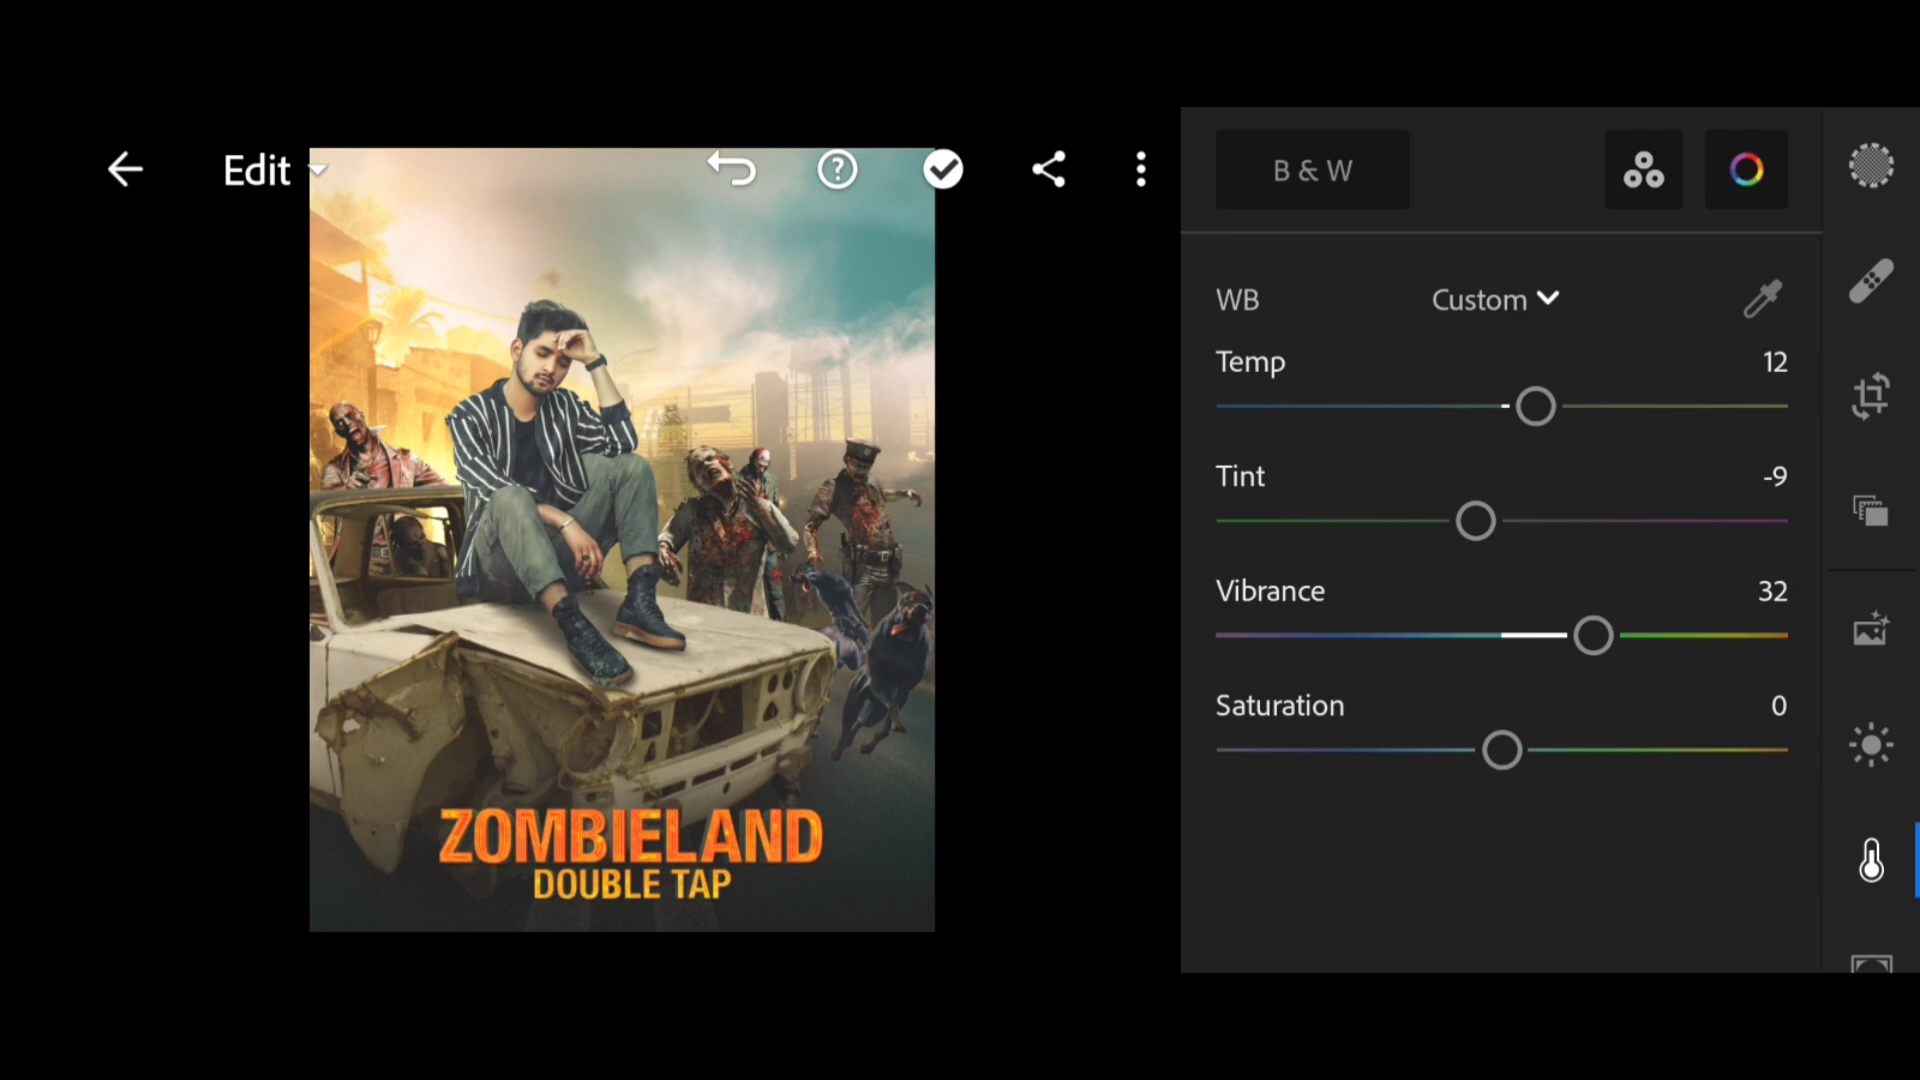 Edit
?
ZOMBIELAND
DOUBLE TAP
B & W
WB Custom
Temp 12
Tint -9
Vibrance 32
Saturation 0